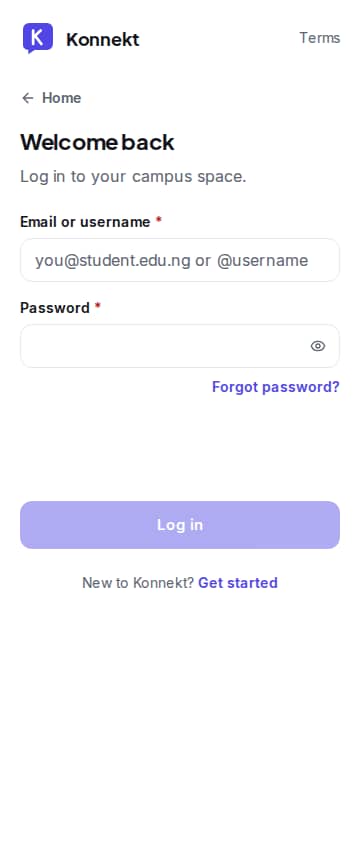 Konnekt
Terms
← Home
Welcome back
Log in to your campus space.
Email or username *
you@student.edu.ng or @username
Password *
Forgot password?
Log in
New to Konnekt? Get started